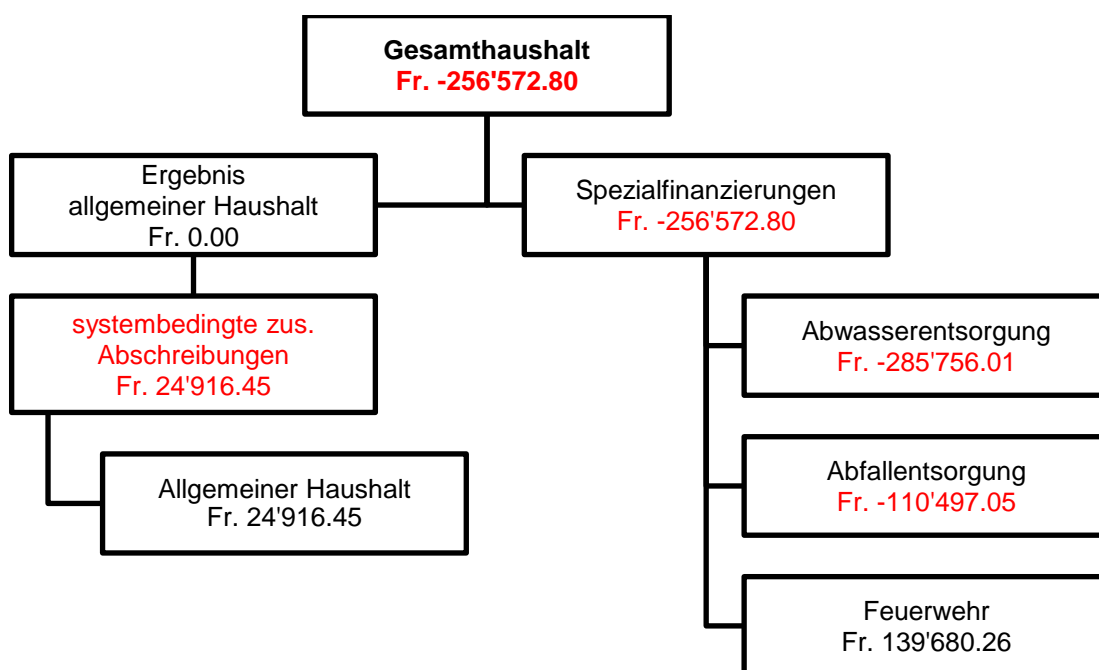 Gesamthaushalt
Fr. -256'572.80
Ergebnis
allgemeiner Haushalt
Fr. 0.00
Spezialfinanzierungen
Fr. -256'572.80
systembedingte zus.
Abschreibungen
Fr. 24'916.45
Allgemeiner Haushalt
Fr. 24'916.45
Abwasserentsorgung
Fr. -285'756.01
Abfallentsorgung
Fr. -110'497.05
Feuerwehr
Fr. 139'680.26